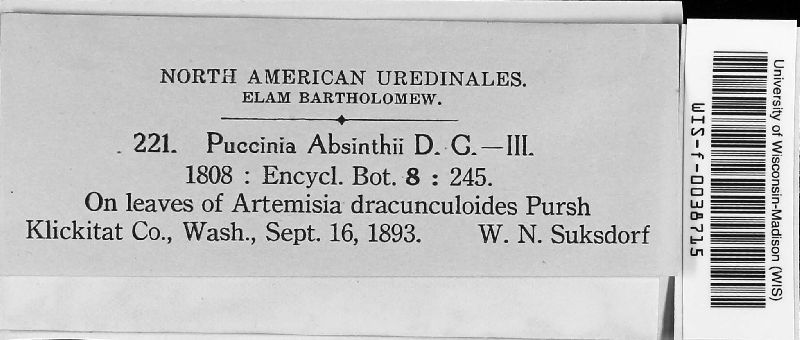 NORTH AMERICAN UREDINALES.
ELAM BARTHOLOMEW.
221. Puccinia Absinthii D. C.—III.
1808 : Encycl. Bot. 8 : 245.
On leaves of Artemisia dracunculoides Pursh
Klickitat Co., Wash., Sept. 16, 1893. W. N. Suksdorf
University of Wisconsin-Madison (WIS)
WIS-f-0038715